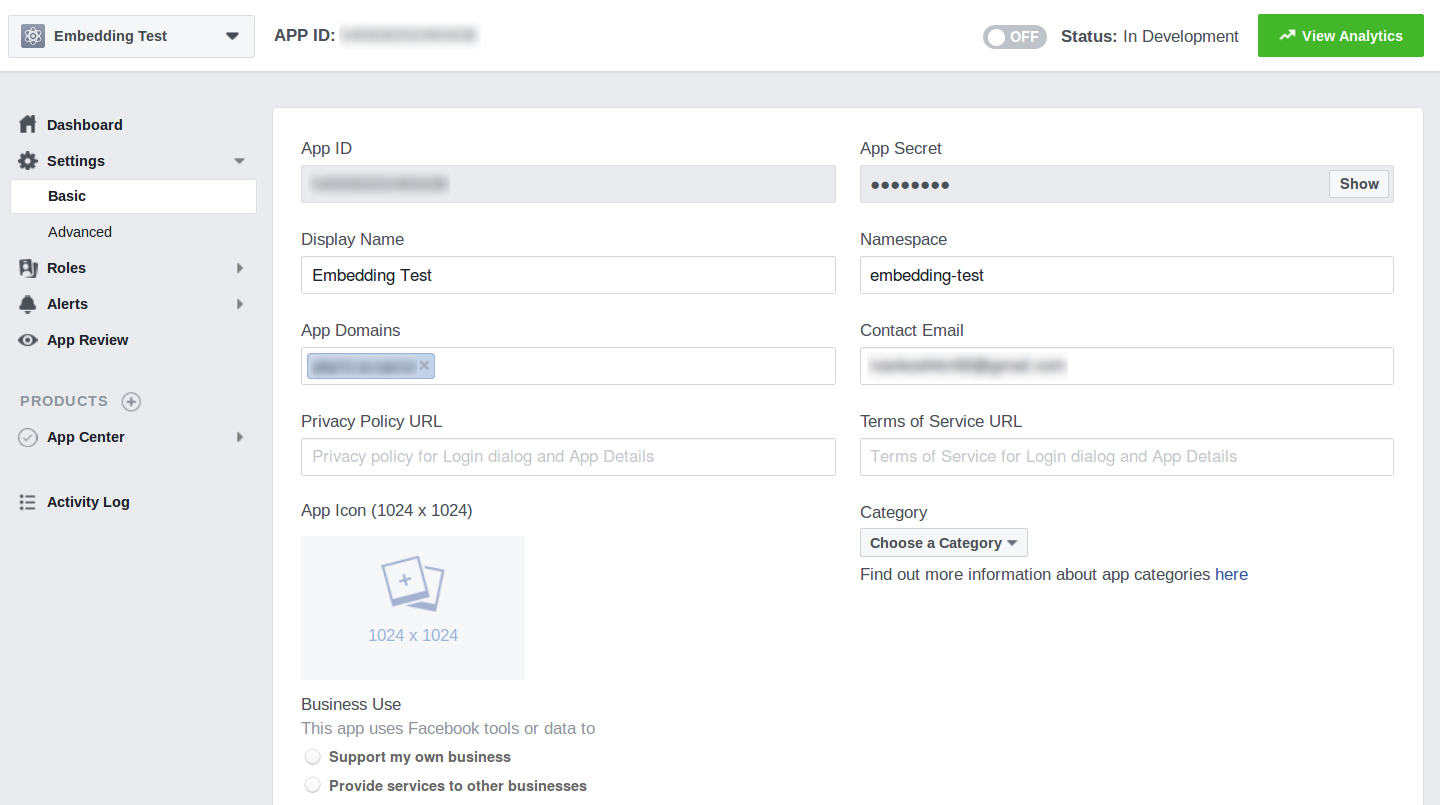 Embedding Test
APP ID:
OFF
Status: In Development
View Analytics
Dashboard
Settings
Basic
Advanced
Roles
Alerts
App Review
PRODUCTS
App Center
Activity Log
App ID
App Secret
●●●●●●●●
Show
Display Name
Namespace
Embedding Test
embedding-test
App Domains
Contact Email
Privacy Policy URL
Terms of Service URL
Privacy policy for Login dialog and App Details
Terms of Service for Login dialog and App Details
App Icon (1024 x 1024)
Category
1024 x 1024
Choose a Category
Find out more information about app categories here
Business Use
This app uses Facebook tools or data to
Support my own business
Provide services to other businesses